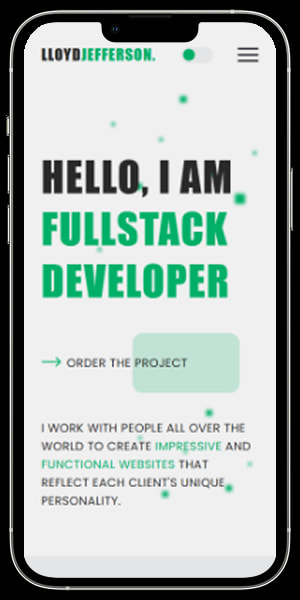 LLOYDJEFFERSON.
HELLO, I AM
FULLSTACK
DEVELOPER
ORDER THE PROJECT
I WORK WITH PEOPLE ALL OVER THE
WORLD TO CREATE IMPRESSIVE AND
FUNCTIONAL WEBSITES THAT
REFLECT EACH CLIENT'S UNIQUE
PERSONALITY.